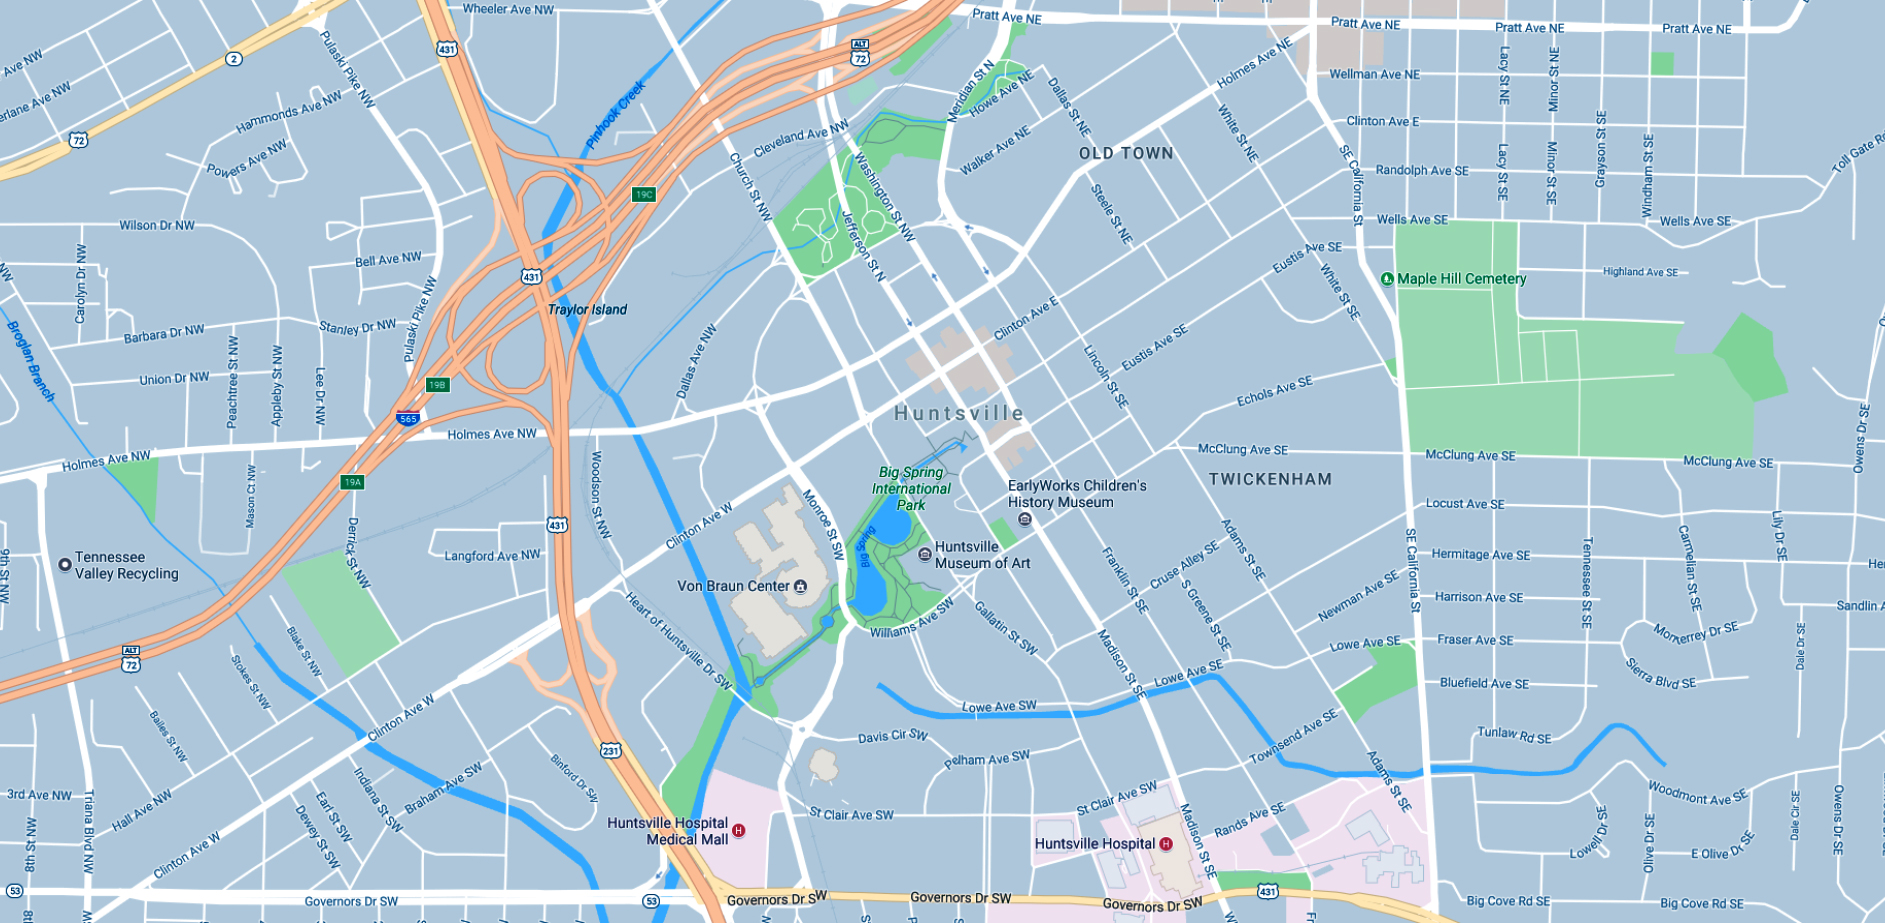 Wheeler Ave NW
Pratt Ave NE
Pratt Ave NE
Pratt Ave NE
Pratt Ave NE
431
ALT
72
2
Ave NW
Pulaski Pike NW
Pinhook Creek
Meridian St N
Howe Ave NE
Dallas St NE
Holmes Ave NE
Wellman Ave NE
Lacy St NE
Minor St NE
erlane Ave NW
Hammonds Ave NW
Cleveland Ave NW
Walker Ave NE
White St NE
Clinton Ave E
Grayson St SE
72
Powers Ave NW
19C
Church St NW
Washington St NW
OLD TOWN
SE California St
Randolph Ave SE
Lacy St SE
Minor St SE
Windham St SE
Toll Gate Rd
Wilson Dr NW
Jefferson St N
Steele St NE
Wells Ave SE
Wells Ave SE
NW
Carolyn Dr NW
Bell Ave NW
431
Eustis Ave SE
White St SE
Maple Hill Cemetery
Highland Ave SE
Traylor Island
Broglan Branch
Barbara Dr NW
Stanley Dr NW
Pulaski Pike NW
Clinton Ave E
Eustis Ave SE
Union Dr NW
Peachtree St NW
Appleby St NW
Lee Dr NW
19B
565
Dallas Ave NW
Lincoln St SE
Echols Ave SE
Huntsville
Holmes Ave NW
Holmes Ave NW
McClung Ave SE
McClung Ave SE
McClung Ave SE
Owens Dr SE
19A
Mason Ct NW
Woodson St NW
Monroe St SW
Big Spring
International
Park
EarlyWorks Children's
History Museum
TWICKENHAM
Locust Ave SE
Lily Dr SE
Derrick St NW
431
Clinton Ave W
Big Spring
Huntsville
Museum of Art
Adams St SE
SE California St
Tennessee
Valley Recycling
9th St NW
Langford Ave NW
Von Braun Center
Franklin St SE
Cruse Alley SE
S Greene St SE
Newman Ave SE
Hermitage Ave SE
Tennessee St SE
Carmelian St SE
Her
Harrison Ave SE
Sandlin A
Heart of Huntsville Dr SW
Williams Ave SW
Gallatin St SW
Madison St SE
Lowe Ave SE
Lowe Ave SE
Fraser Ave SE
Monterrey Dr SE
Dale Dr SE
ALT
72
Blake St NW
Stokes St NW
Sierra Blvd SE
Bluefield Ave SE
Clinton Ave W
Lowe Ave SW
Bailes St NW
231
Davis Cir SW
Pelham Ave SW
Townsend Ave SE
Tunlaw Rd SE
Adams St SE
Binford Dr SW
3rd Ave NW
Triana Blvd NW
Hall Ave NW
Indiana St SW
Braham Ave SW
Earl St SW
Dewey St SW
St Clair Ave SW
St Clair Ave SW
Woodmont Ave SE
Huntsville Hospital
Medical Mall
H
Huntsville Hospital
H
Madison St SE
Rands Ave SE
Lowell Dr SE
Olive Dr SE
E Olive Dr SE
Dale Cir SE
Owens Dr SE
8th St NW
Clinton Ave W
53
Governors Dr SW
53
Governors Dr SW
Governors Dr SW
Governors Dr SW
431
Big Cove Rd SE
Big Cove Rd SE